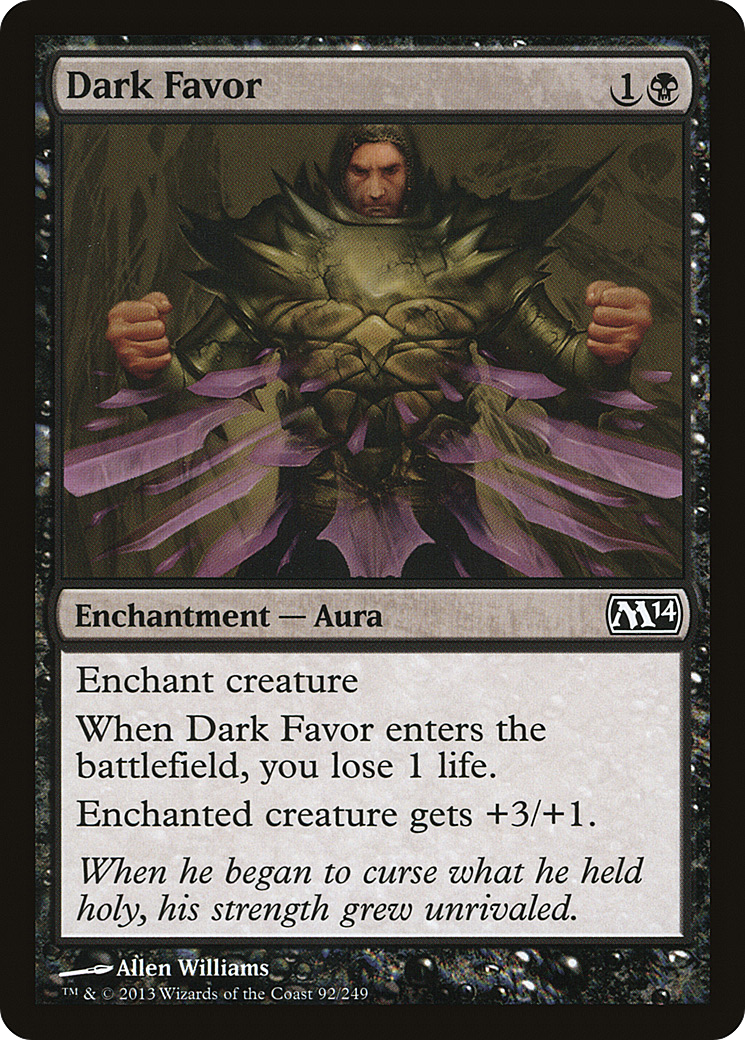 Dark Favor 1
Enchantment — Aura M14
Enchant creature
When Dark Favor enters the
battlefield, you lose 1 life.
Enchanted creature gets +3/+1.
When he began to curse what he held
holy, his strength grew unrivaled.
Allen Williams
™ & © 2013 Wizards of the Coast 92/249